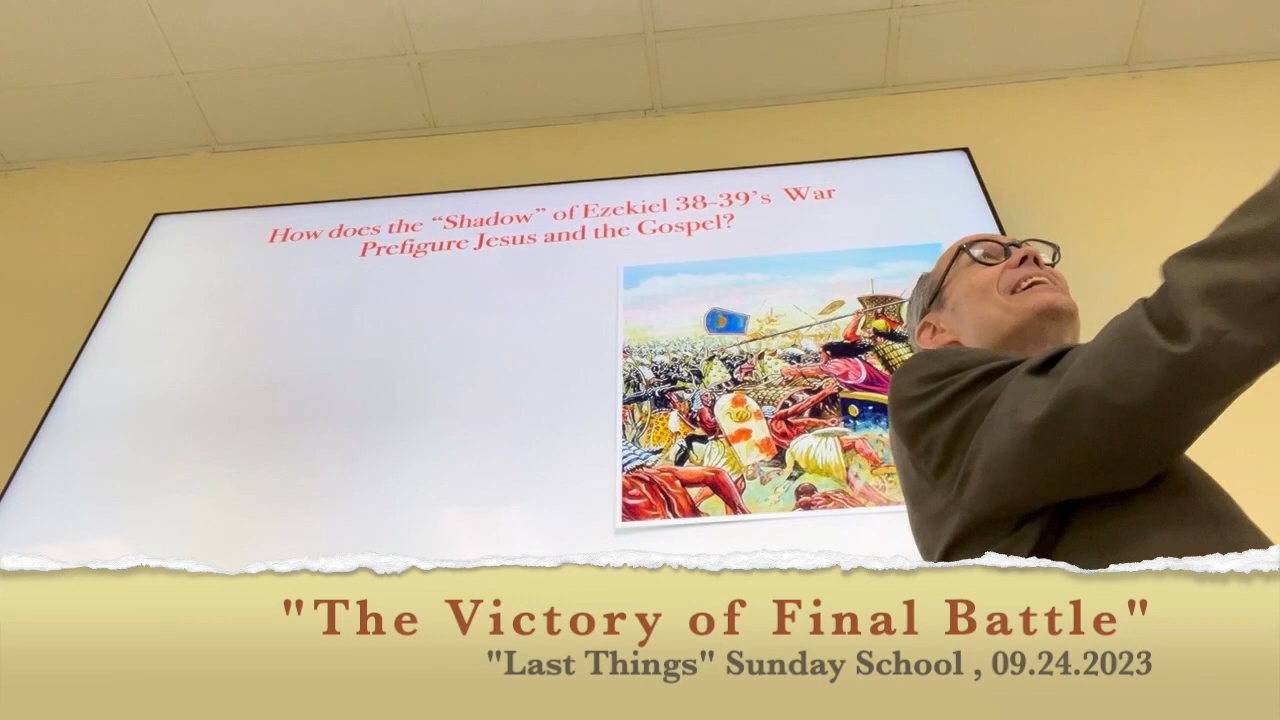 How does the “Shadow” of Ezekiel 38-39’s War
Prefigure Jesus and the Gospel?
"The Victory of Final Battle"
"Last Things" Sunday School , 09.24.2023